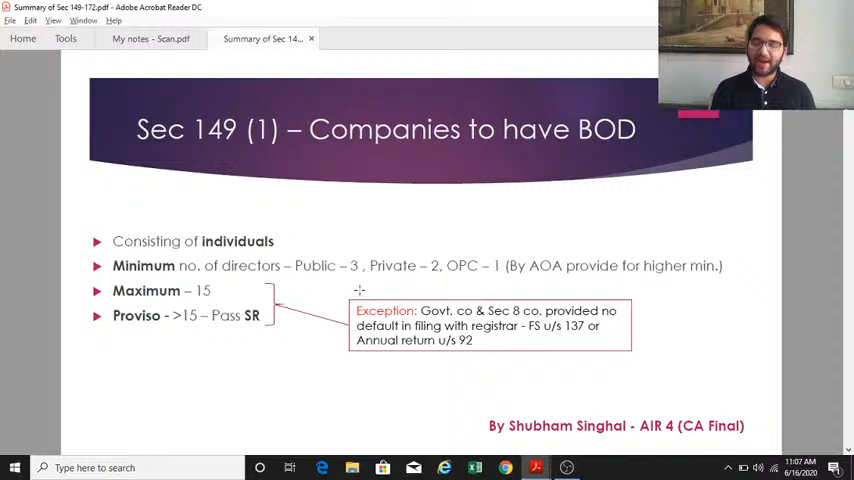 Summary of Sec 149-172.pdf - Adobe Acrobat Reader DC
File Edit View Window Help
Home Tools My notes - Scan.pdf Summary of Sec 14... ×
Sec 149 (1) – Companies to have BOD
Consisting of individuals
Minimum no. of directors – Public – 3 , Private – 2, OPC – 1 (By AOA provide for higher min.)
Maximum – 15
Proviso - >15 – Pass SR
Exception: Govt. co & Sec 8 co. provided no
default in filing with registrar - FS u/s 137 or
Annual return u/s 92
By Shubham Singhal - AIR 4 (CA Final)
Type here to search
11:07 AM
6/16/2020